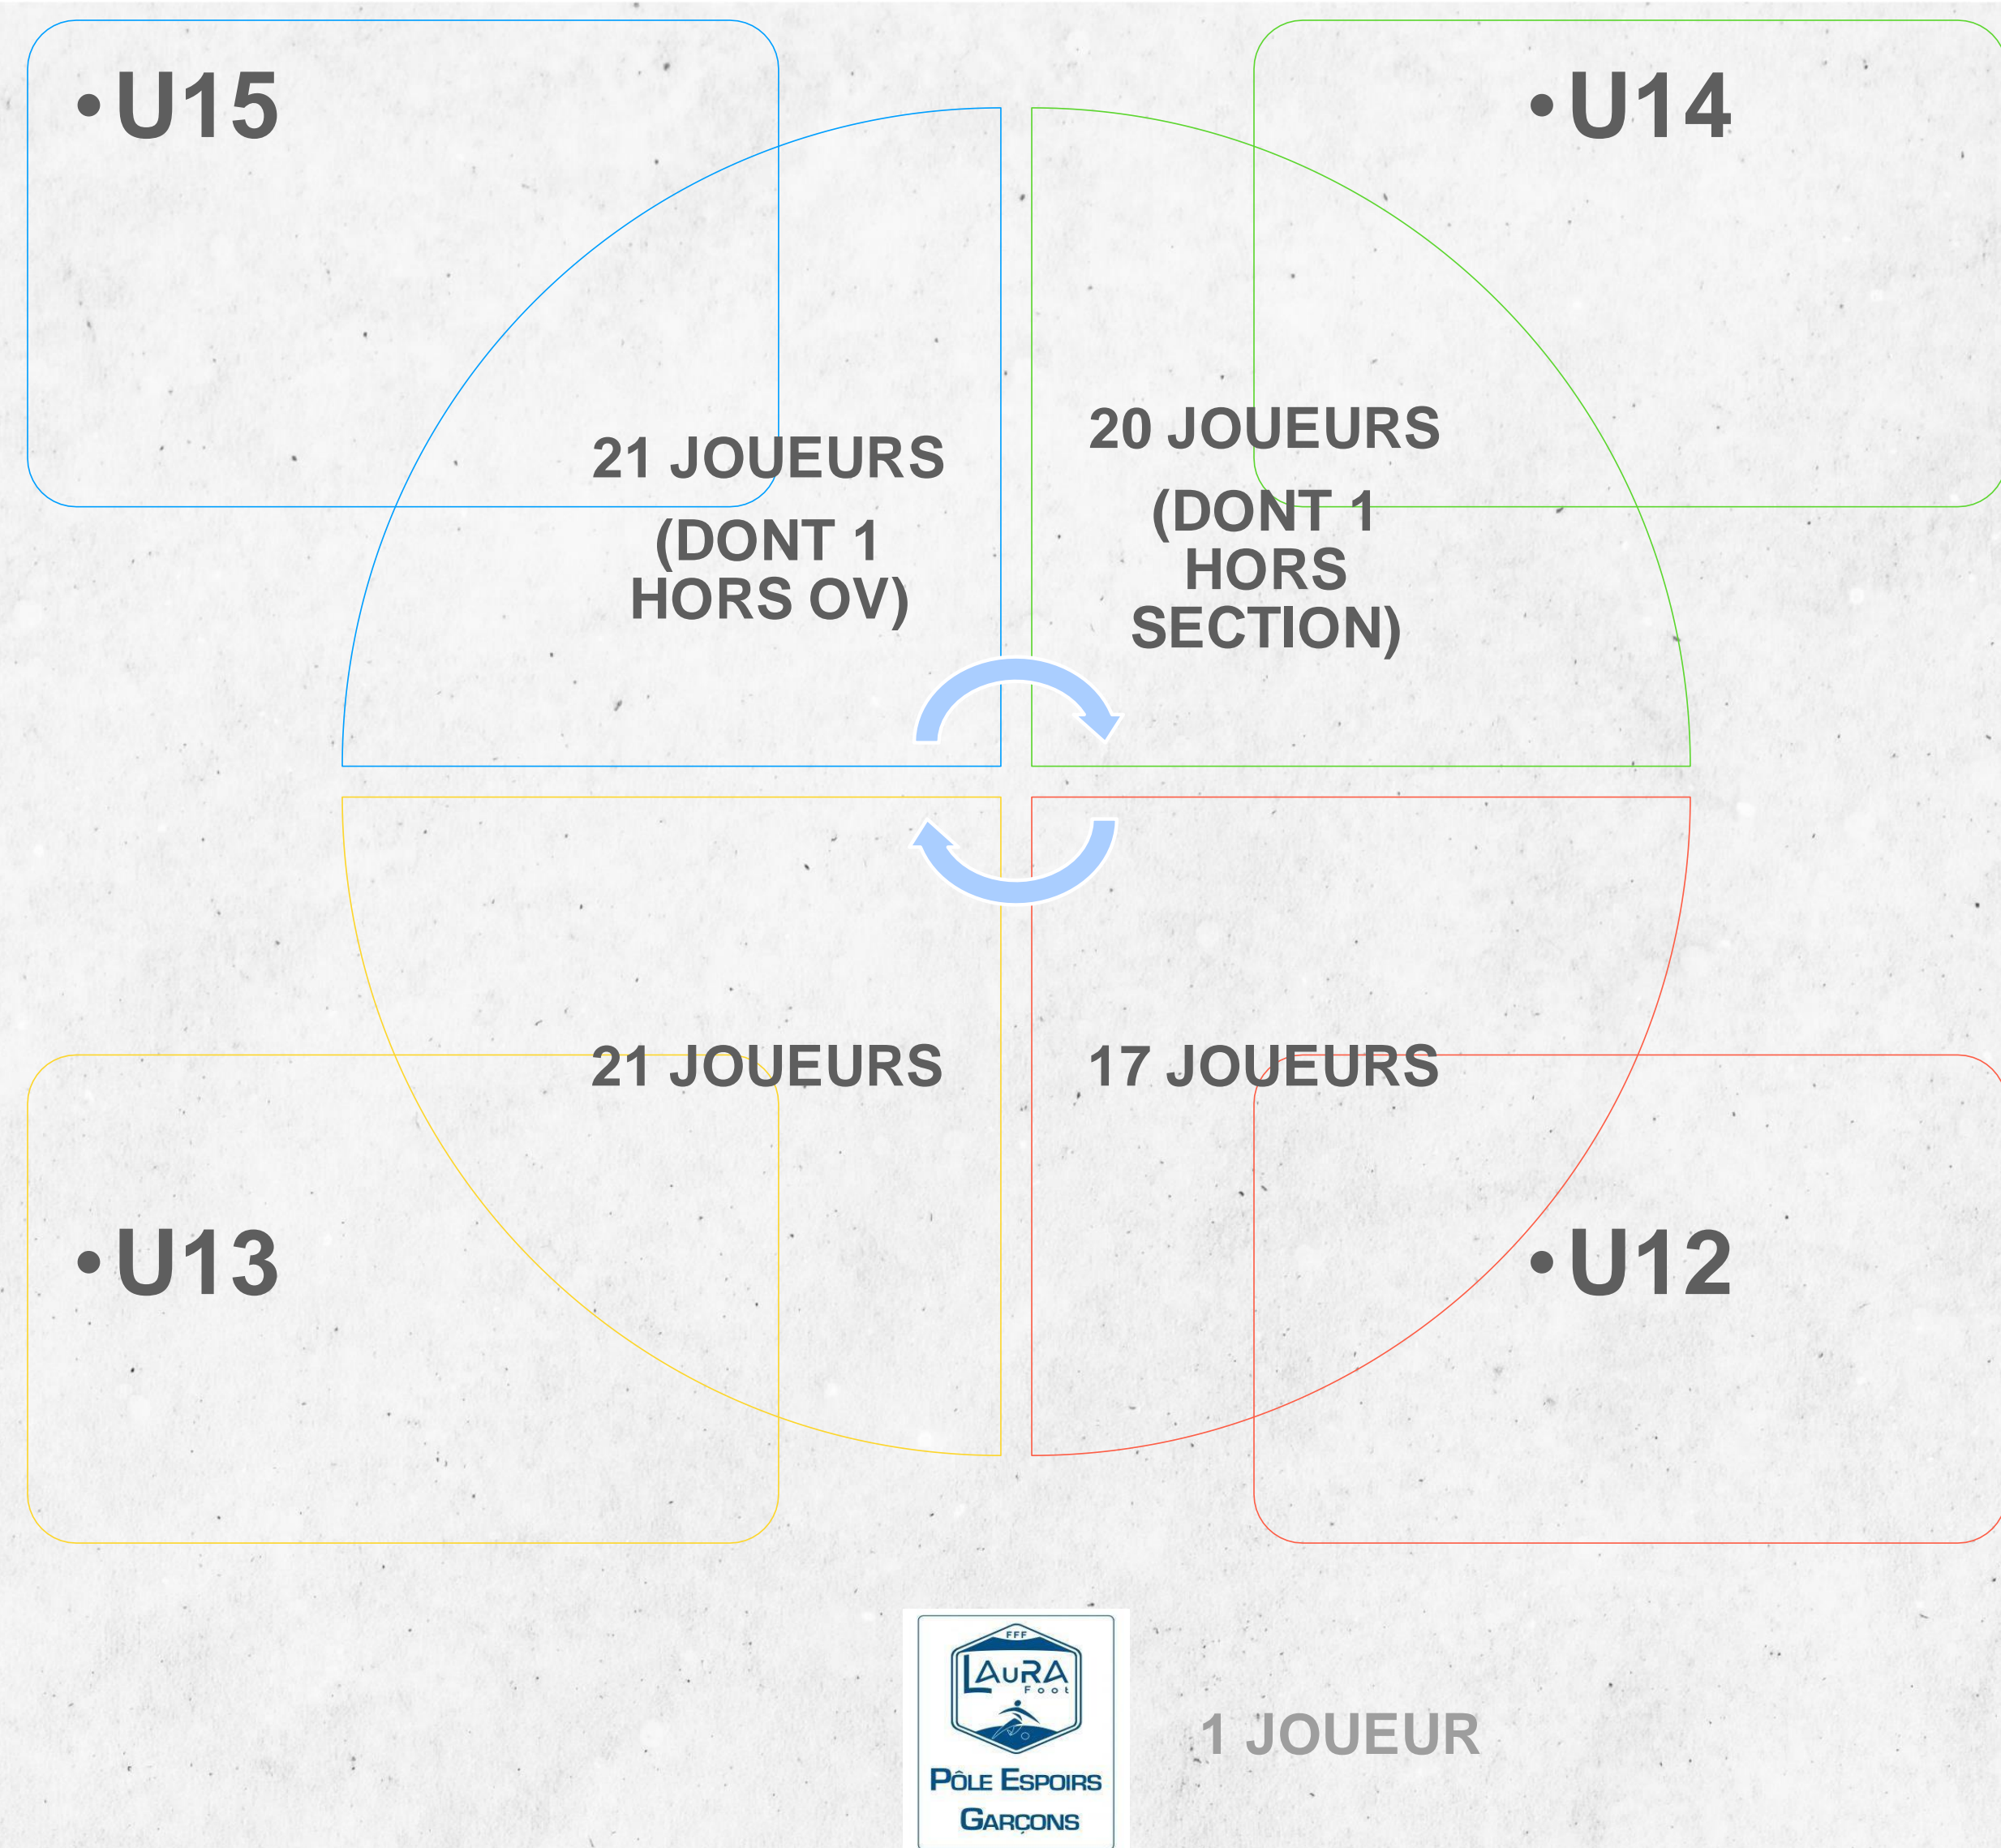 •U15
•U14
21 JOUEURS
(DONT 1
HORS OV)
20 JOUEURS
(DONT 1
HORS
SECTION)
21 JOUEURS
17 JOUEURS
•U13
•U12
FFF
LAuRA
Foot
PÔLE ESPOIRS
GARÇONS
1 JOUEUR